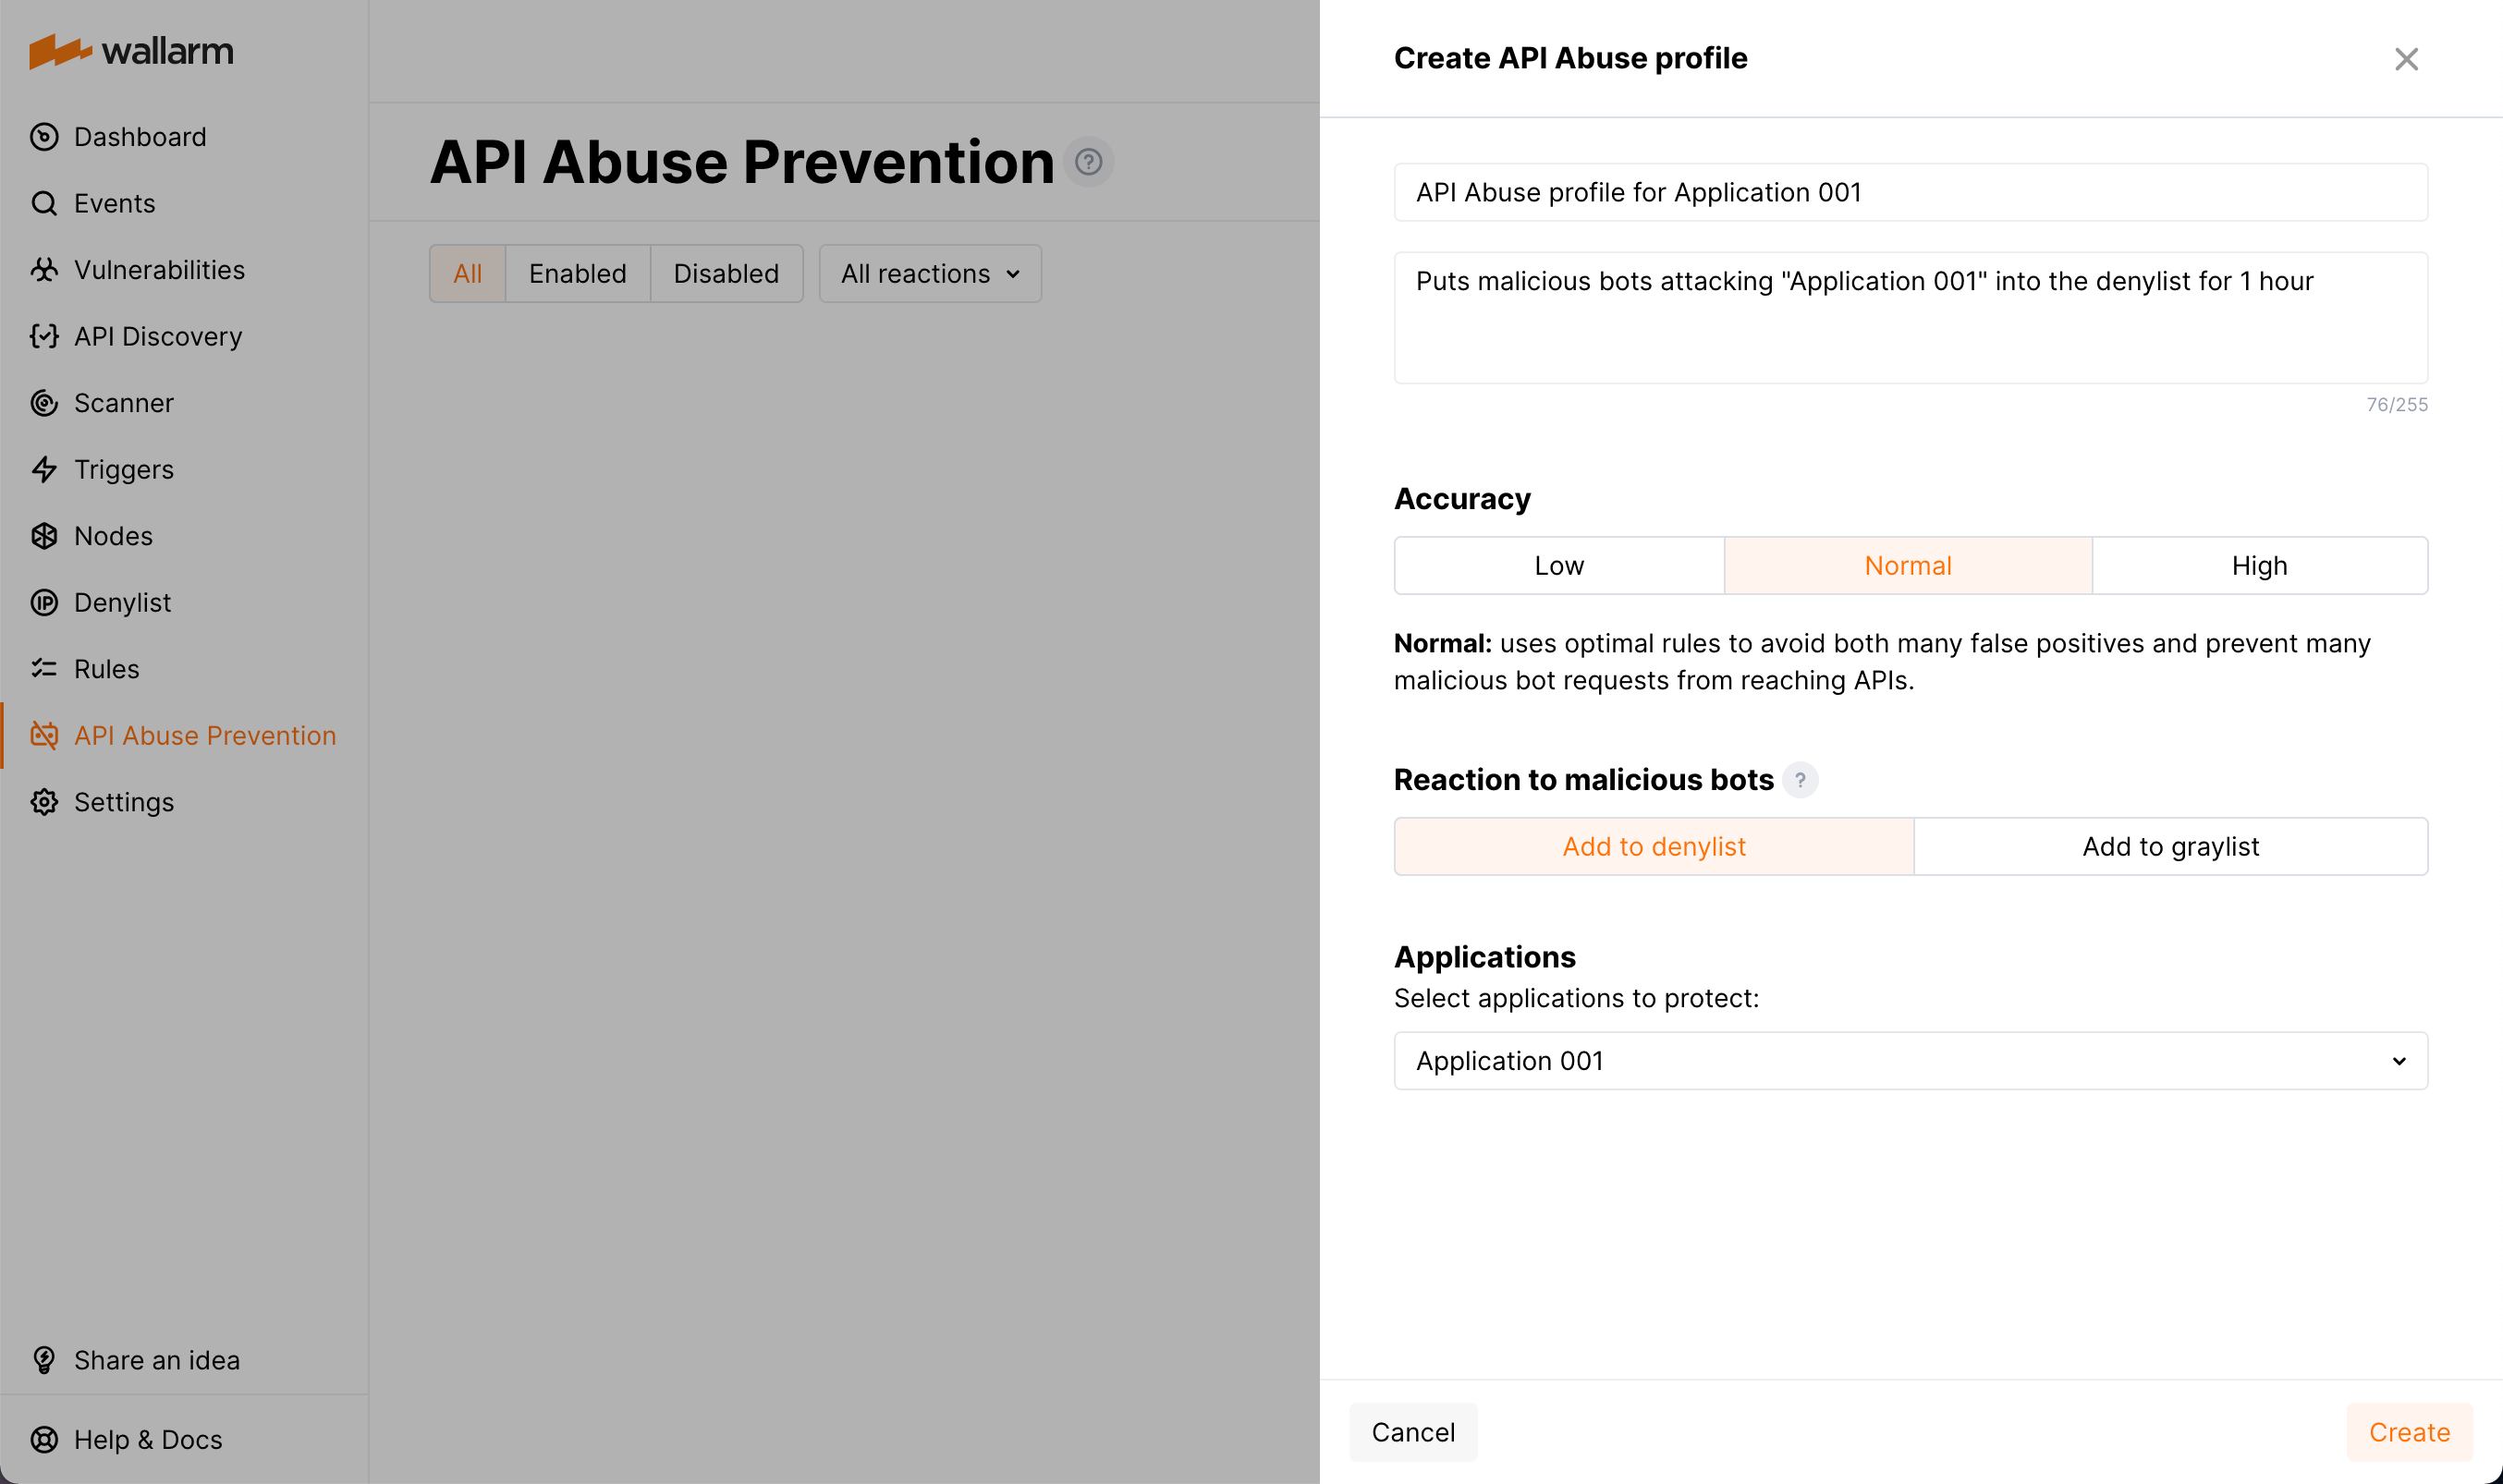 wallarm
Dashboard
Events
Vulnerabilities
API Discovery
Scanner
Triggers
Nodes
Denylist
Rules
API Abuse Prevention
Settings
Share an idea
Help & Docs
API Abuse Prevention ?
All Enabled Disabled All reactions
Create API Abuse profile
API Abuse profile for Application 001
Puts malicious bots attacking "Application 001" into the denylist for 1 hour
76/255
Accuracy
Low Normal High
Normal: uses optimal rules to avoid both many false positives and prevent many
malicious bot requests from reaching APIs.
Reaction to malicious bots ?
Add to denylist Add to graylist
Applications
Select applications to protect:
Application 001
Cancel Create